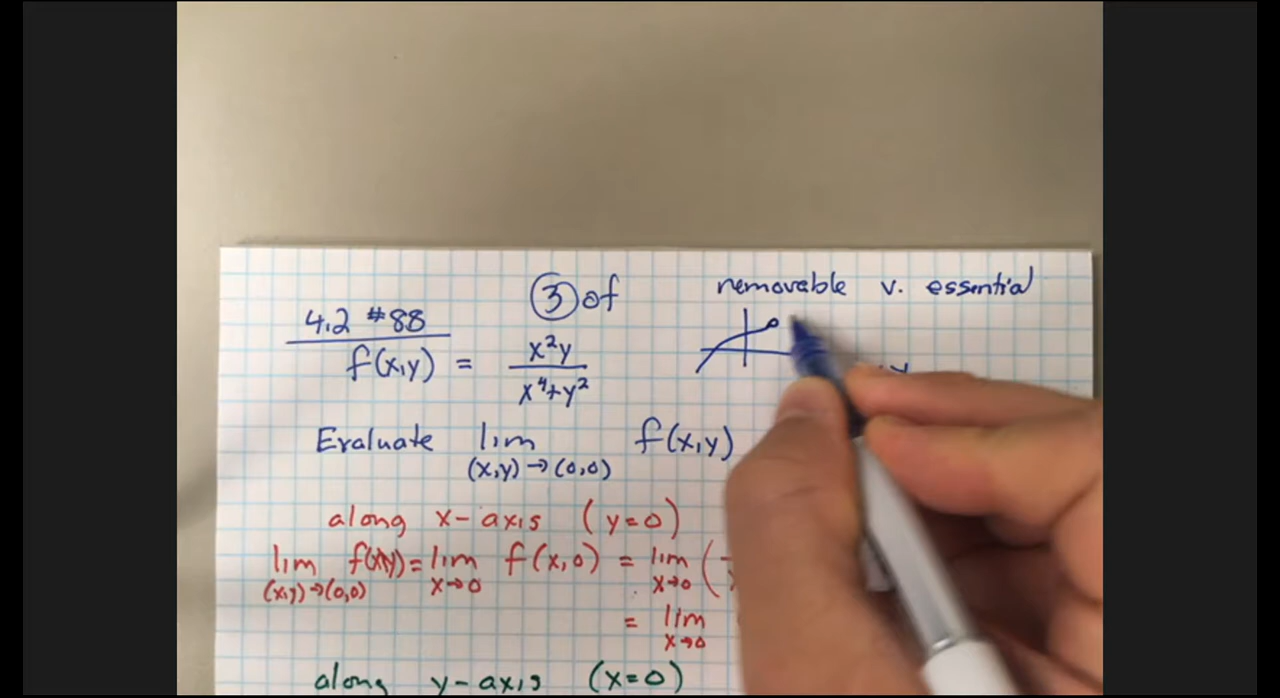 ③ of
removable v. essential
4.2 #88
f(x,y) = x²y / x⁴+y²
Evaluate lim (x,y)→(0,0) f(x,y)
along x-axis (y=0)
lim (x,y)→(0,0) f(x,y) = lim x→0 f(x,0) = lim x→0 (
= lim x→0
along y-axis (x=0)